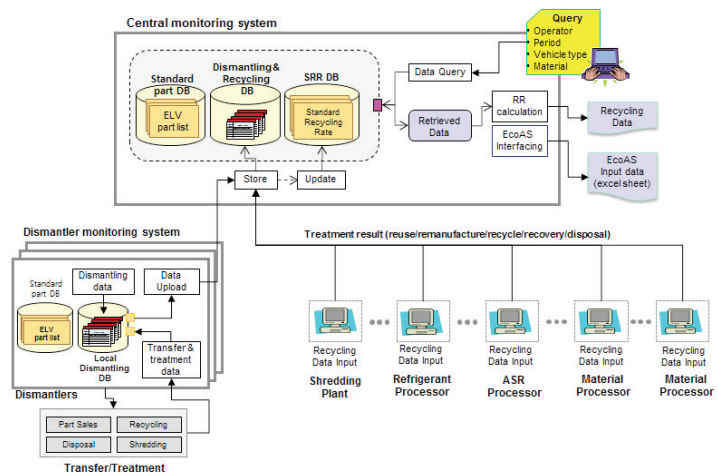 Central monitoring system
Query
• Operator
• Period
• Vehicle type
• Material
Standard
part DB
ELV
part list
Dismantling &
Recycling
DB
SRR DB
Standard
Recycling
Rate
Data Query
Retrieved
Data
RR
calculation
EcoAS
Interfacing
Recycling
Data
EcoAS
Input data
(excel sheet)
Store
Update
Dismantler monitoring system
Standard
part DB
ELV
part list
Dismantling
data
Data
Upload
Local
Dismantling
DB
Transfer &
treatment
data
Dismantlers
Part Sales
Recycling
Disposal
Shredding
Transfer/Treatment
Treatment result (reuse/remanufacture/recycle/recovery/disposal)
Recycling
Data Input
Shredding
Plant
Recycling
Data Input
Refrigerant
Processor
Recycling
Data Input
ASR
Processor
Recycling
Data Input
Material
Processor
Recycling
Data Input
Material
Processor